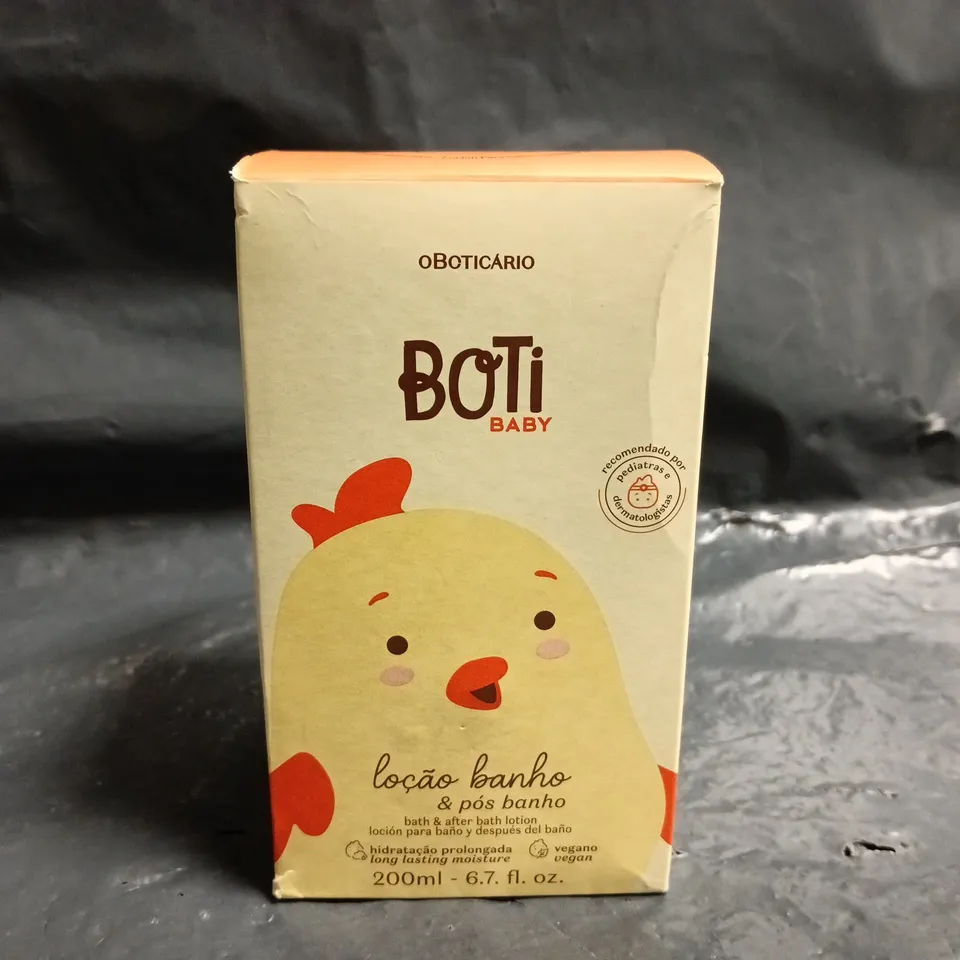 oBOTICÁRIO
BOTi
BABY
recomendado por
pediatras e
dermatologistas
loção banho
& pós banho
bath & after bath lotion
loción para baño y después del baño
hidratação prolongada
long lasting moisture
vegano
vegan
200ml - 6.7. fl. oz.